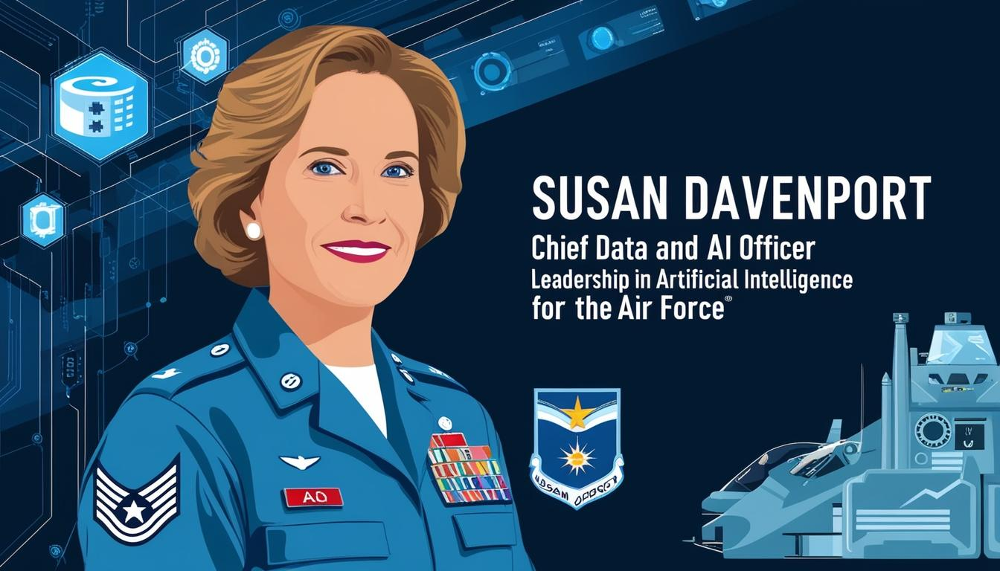 SUSAN DAVENPORT
Chief Data and AI Officer
Leadership in Artificial Intelligence
for the Air Force®
AO